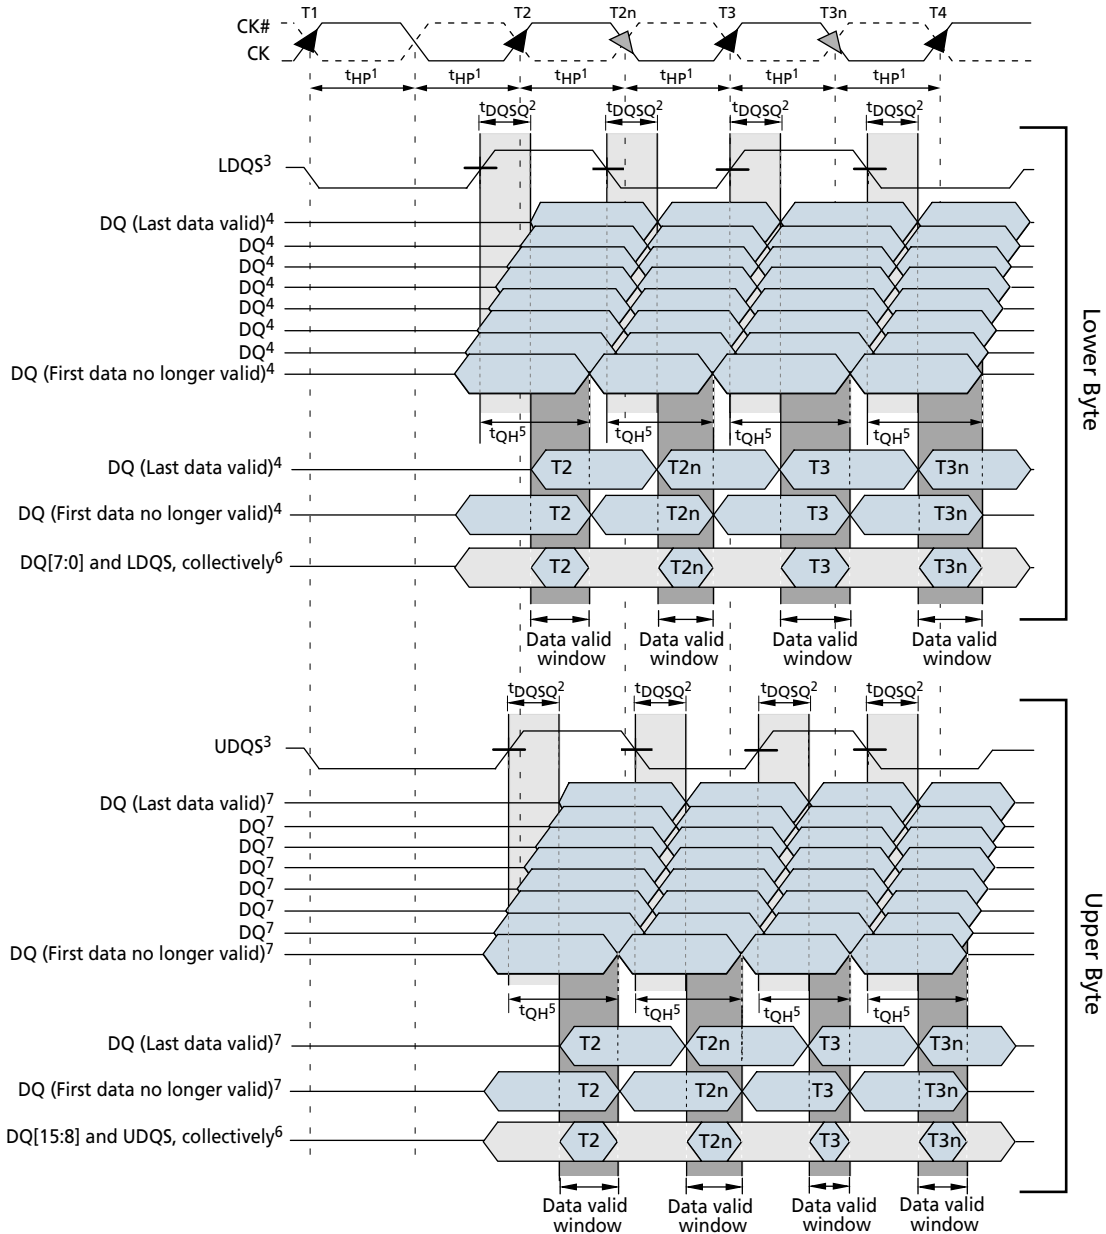 T1 T2 T2n T3 T3n T4
CK#
CK
tHP1 tHP1 tHP1 tHP1 tHP1 tHP1
tDQSQ2 tDQSQ2 tDQSQ2 tDQSQ2
LDQS3
DQ (Last data valid)4
DQ4
DQ4
DQ4
DQ4
DQ4
DQ4
DQ (First data no longer valid)4
tQH5 tQH5 tQH5 tQH5
DQ (Last data valid)4 T2 T2n T3 T3n
DQ (First data no longer valid)4 T2 T2n T3 T3n
DQ[7:0] and LDQS, collectively6 T2 T2n T3 T3n
Data valid window Data valid window Data valid window Data valid window
Lower Byte
tDQSQ2 tDQSQ2 tDQSQ2 tDQSQ2
UDQS3
DQ (Last data valid)7
DQ7
DQ7
DQ7
DQ7
DQ7
DQ7
DQ (First data no longer valid)7
tQH5 tQH5 tQH5 tQH5
DQ (Last data valid)7 T2 T2n T3 T3n
DQ (First data no longer valid)7 T2 T2n T3 T3n
DQ[15:8] and UDQS, collectively6 T2 T2n T3 T3n
Data valid window Data valid window Data valid window Data valid window
Upper Byte